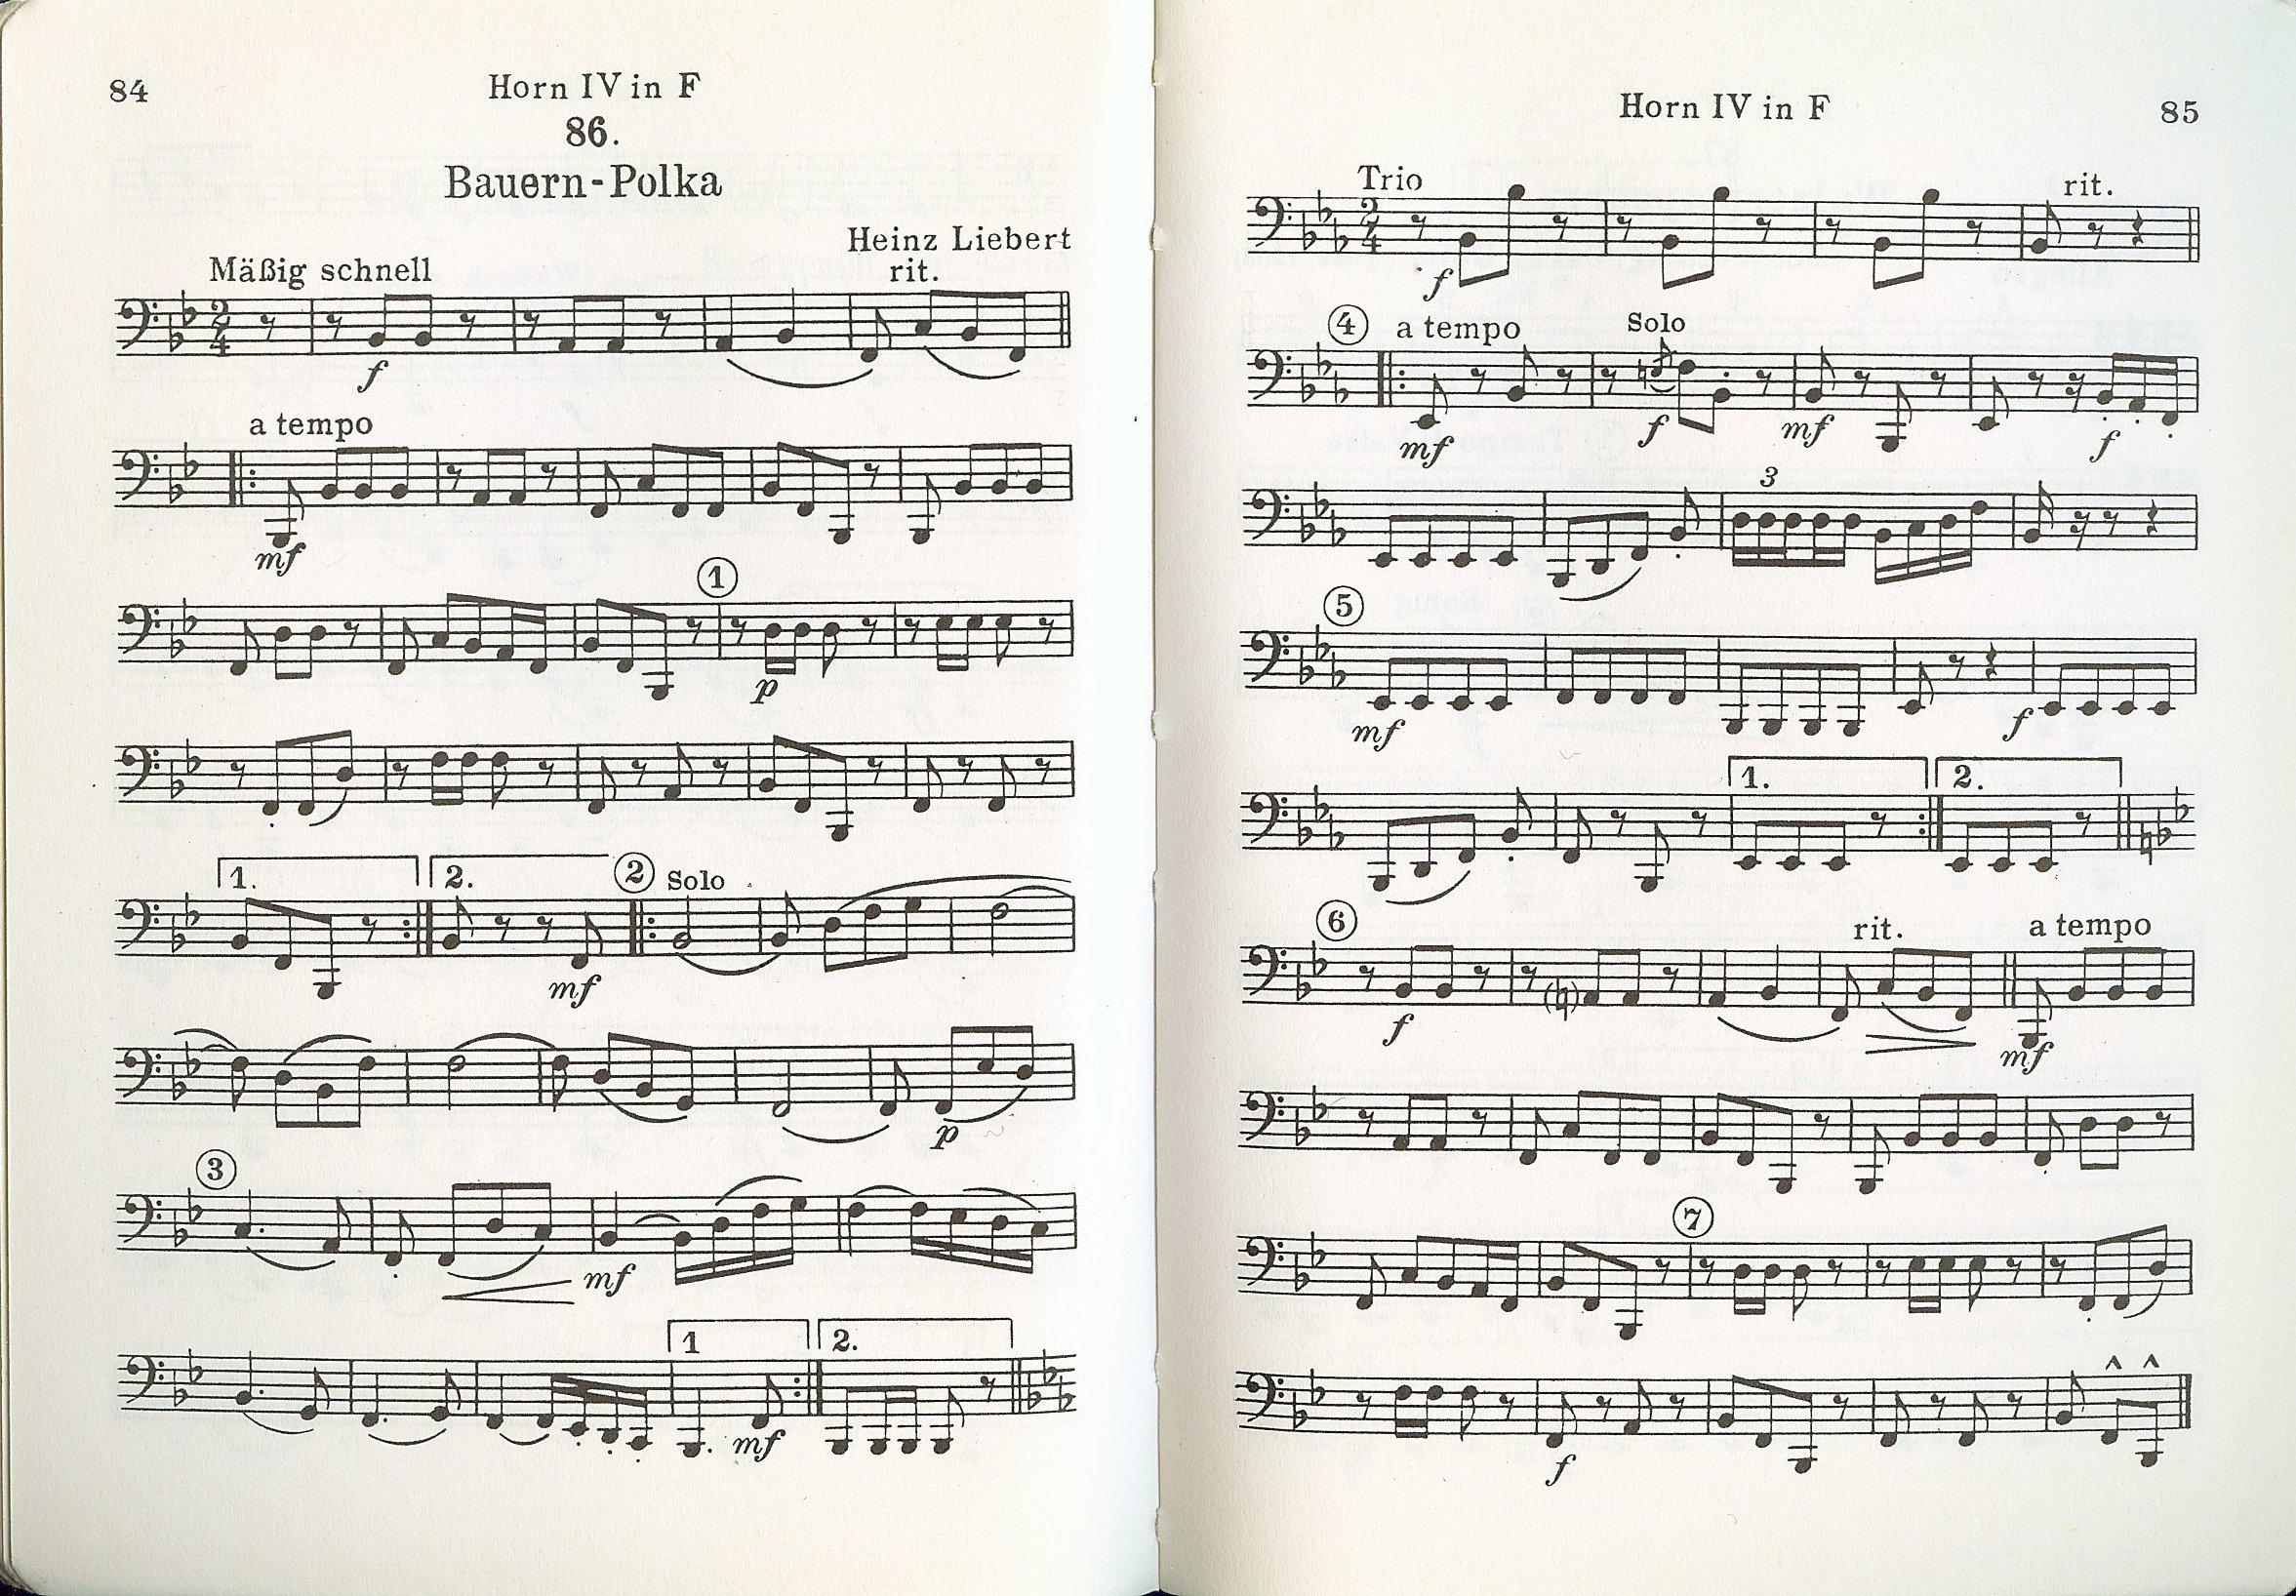 84
Horn IV in F
86.
Bauern-Polka
Heinz Liebert
Mäßig schnell
rit.
f
a tempo
mf
1
p
1.
2.
2
Solo
mf
p
3
mf
1
2.
mf
Horn IV in F
85
Trio
rit.
f
4
a tempo
Solo
mf
f
mf
f
3
5
mf
f
1.
2.
6
rit.
a tempo
f
mf
7
f